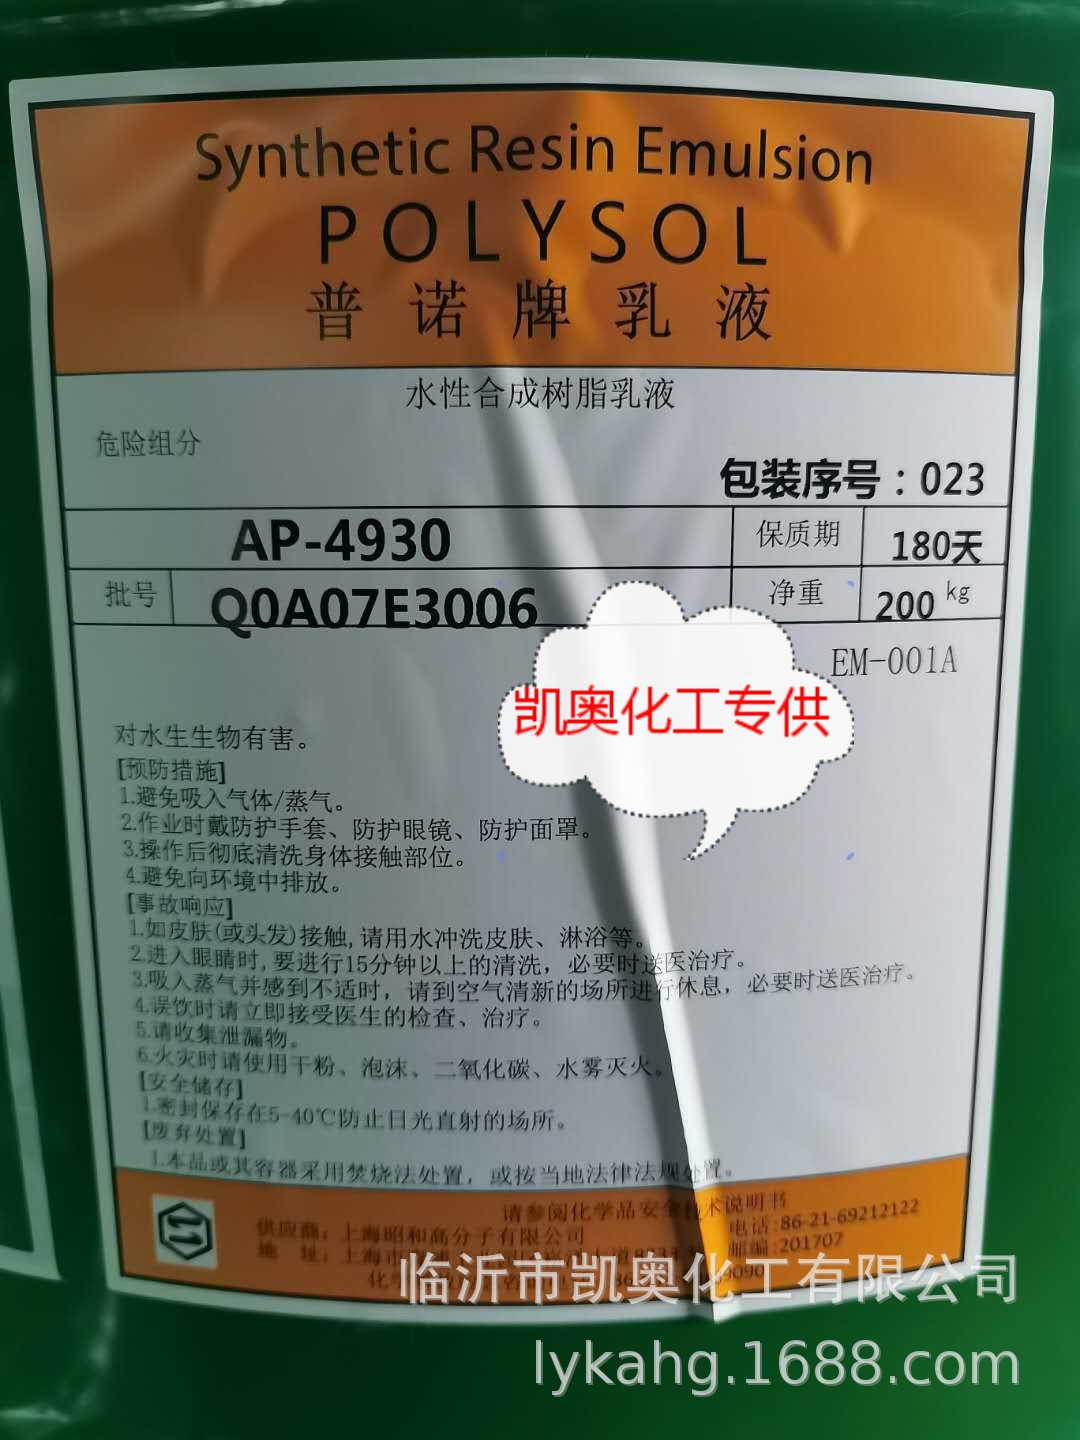 Synthetic Resin Emulsion
POLYSOL
普诺牌乳液
水性合成树脂乳液
危险组分
包装序号：023
AP-4930
保质期
180天
批号
Q0A07E3006
净重
200 kg
EM-001A
凯奥化工专供
对水生生物有害。
[预防措施]
1.避免吸入气体/蒸气。
2.作业时戴防护手套、防护眼镜、防护面罩。
3.操作后彻底清洗身体接触部位。
4.避免向环境中排放。
[事故响应]
1.如皮肤(或头发)接触,请用水冲洗皮肤、淋浴等。
2.进入眼睛时,要进行15分钟以上的清洗，必要时送医治疗。
3.吸入蒸气并感到不适时，请到空气清新的场所进行休息，必要时送医治疗。
4.误饮时请立即接受医生的检查、治疗。
5.请收集泄漏物。
6.火灾时请使用干粉、泡沫、二氧化碳、水雾灭火。
[安全储存]
1.密封保存在5-40℃防止日光直射的场所。
[废弃处置]
1.本品或其容器采用焚烧法处置，或按当地法律法规处置。
请参阅化学品安全技术说明书
供应商：上海昭和高分子有限公司
电话:86-21-69212122
地 址：上海市
邮编:201707
临沂市凯奥化工有限公司
lykahg.1688.com